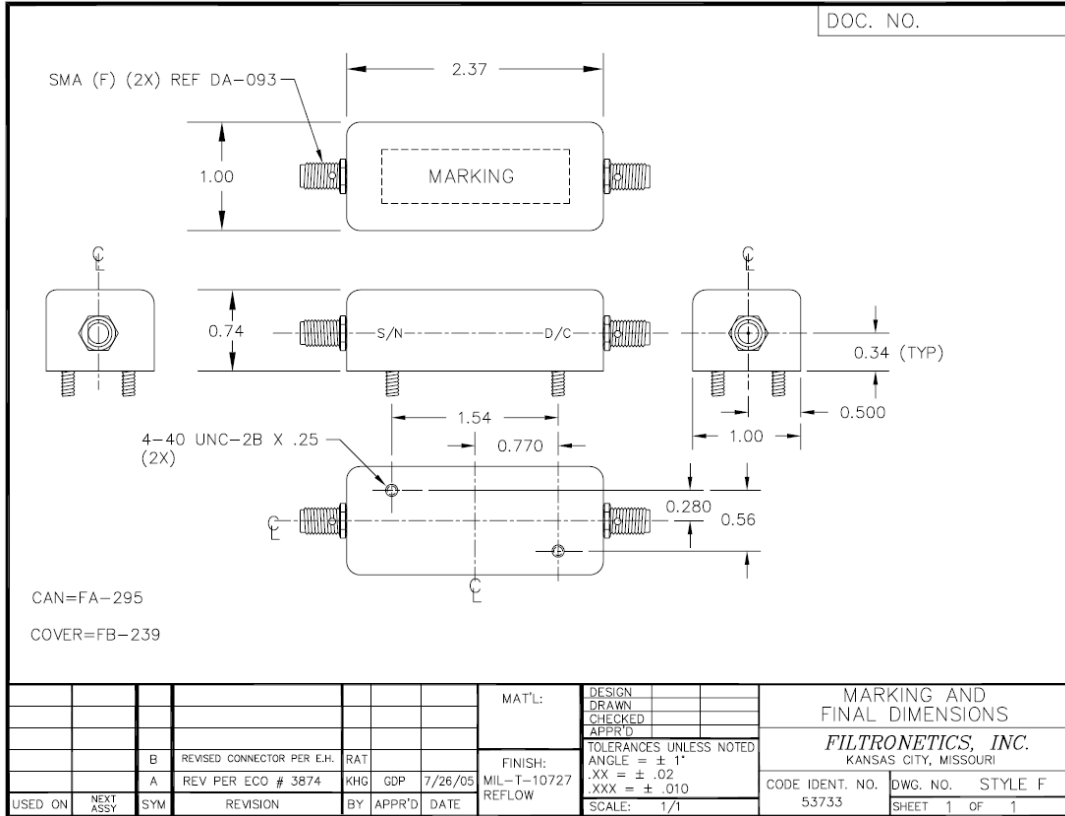 DOC. NO.
SMA (F) (2X) REF DA-093
2.37
1.00
MARKING
℄
℄
0.74
S/N
D/C
0.34 (TYP)
0.500
1.00
1.54
0.770
4-40 UNC-2B X .25
(2X)
0.280
0.56
℄
℄
CAN=FA-295
COVER=FB-239
B REVISED CONNECTOR PER E.H. RAT
A REV PER ECO # 3874 KHG GDP 7/26/05
USED ON NEXT ASSY SYM REVISION BY APPR'D DATE
MAT'L:
FINISH:
MIL-T-10727
REFLOW
DESIGN
DRAWN
CHECKED
APPR'D
TOLERANCES UNLESS NOTED
ANGLE = ± 1°
.XX = ± .02
.XXX = ± .010
SCALE: 1/1
MARKING AND
FINAL DIMENSIONS
FILTRONETICS, INC.
KANSAS CITY, MISSOURI
CODE IDENT. NO.
53733
DWG. NO. STYLE F
SHEET 1 OF 1